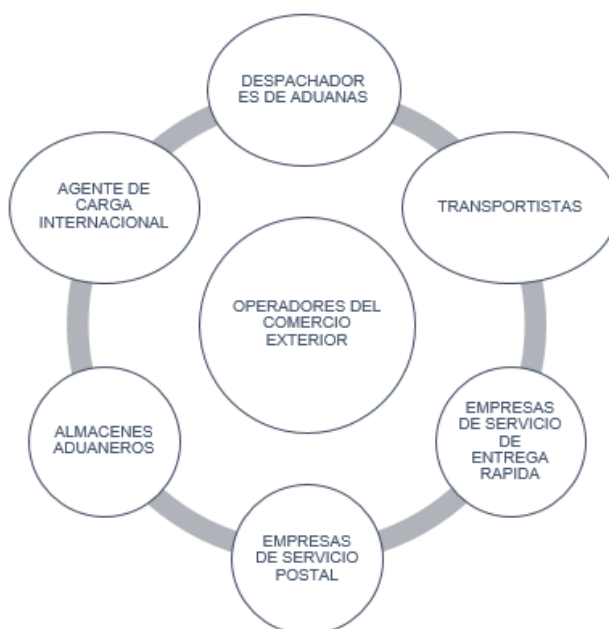 DESPACHADOR
ES DE ADUANAS
AGENTE DE
CARGA
INTERNACIONAL
TRANSPORTISTAS
OPERADORES DEL
COMERCIO
EXTERIOR
ALMACENES
ADUANEROS
EMPRESAS
DE SERVICIO
DE
ENTREGA
RAPIDA
EMPRESAS
DE SERVICIO
POSTAL